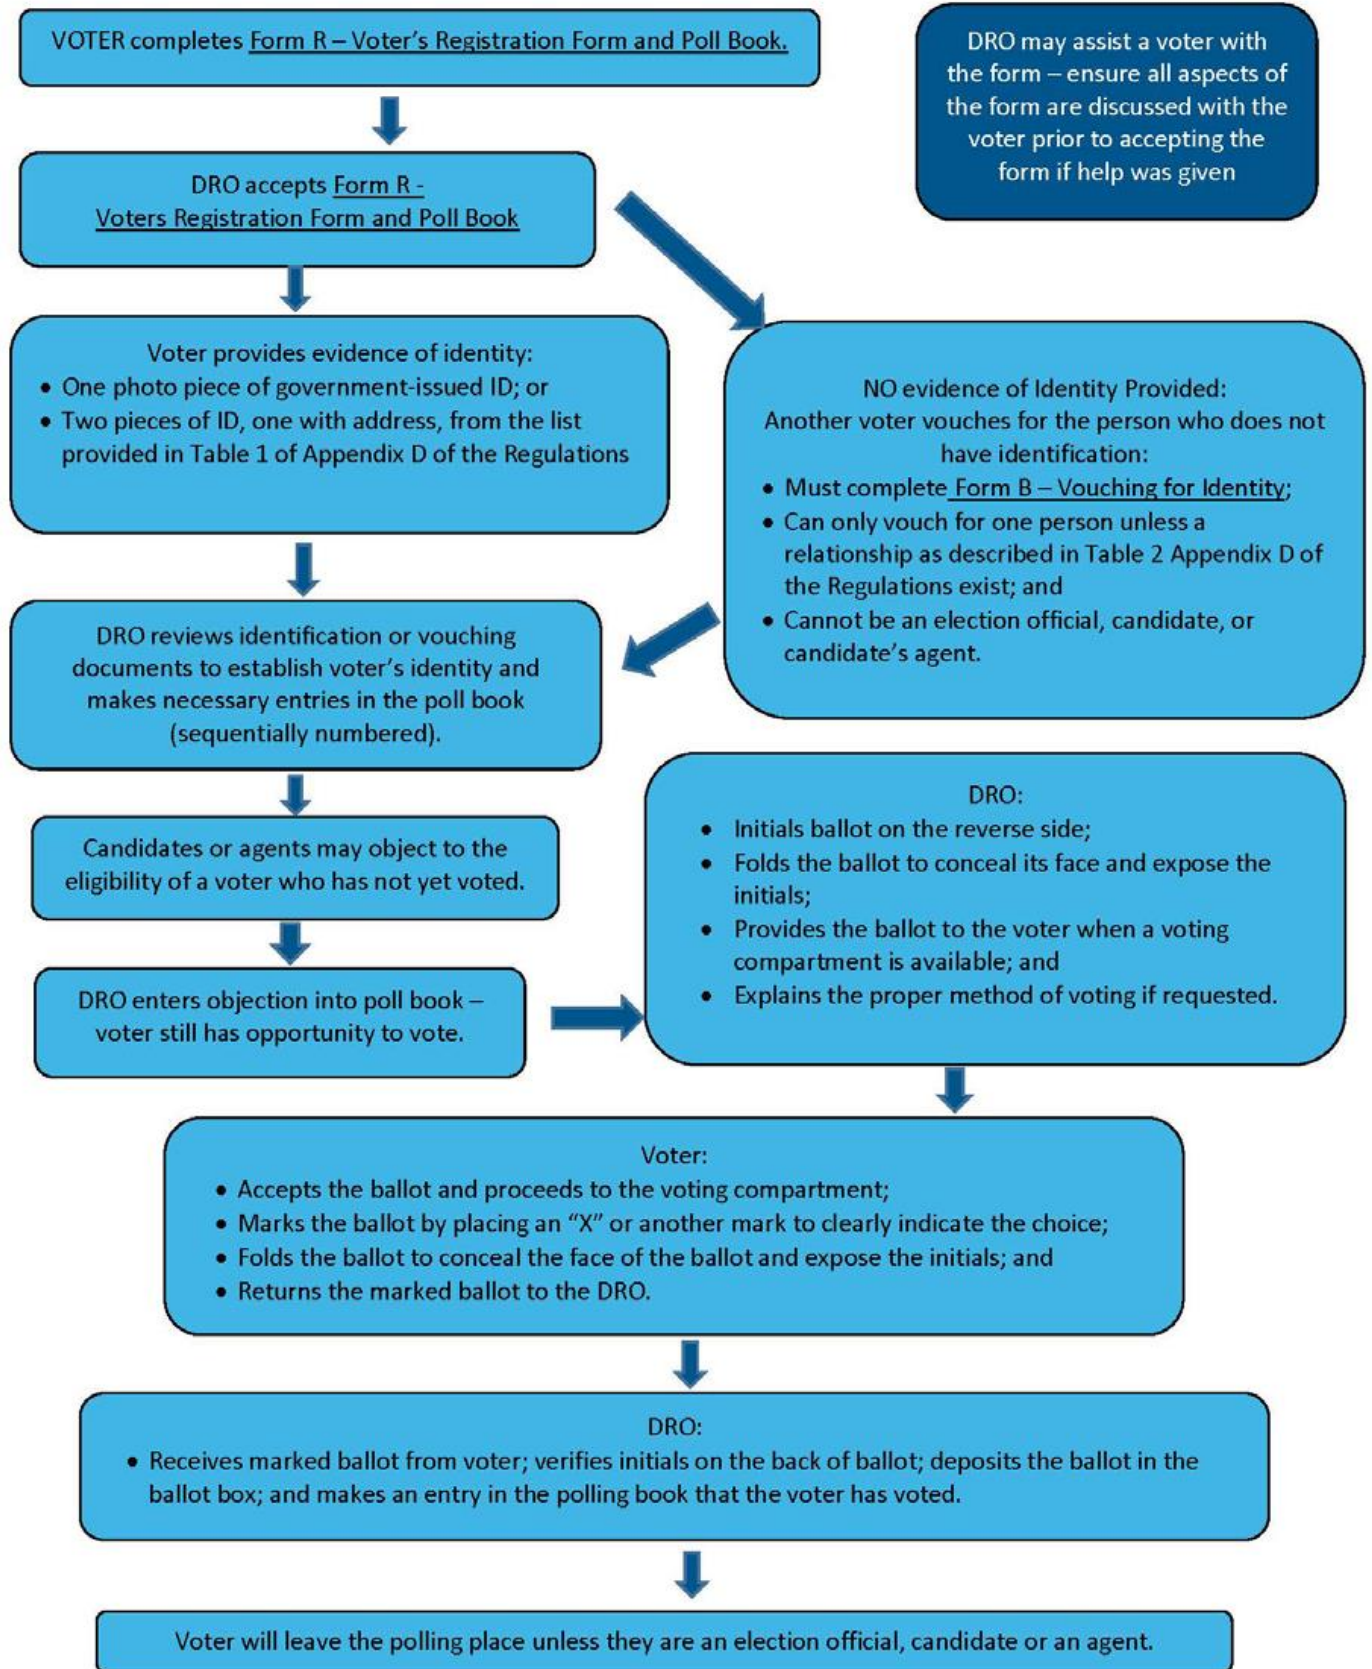 VOTER completes Form R – Voter's Registration Form and Poll Book.
DRO may assist a voter with
the form – ensure all aspects of
the form are discussed with the
voter prior to accepting the
form if help was given
DRO accepts Form R -
Voters Registration Form and Poll Book
Voter provides evidence of identity:
• One photo piece of government-issued ID; or
• Two pieces of ID, one with address, from the list
provided in Table 1 of Appendix D of the Regulations
NO evidence of Identity Provided:
Another voter vouches for the person who does not
have identification:
• Must complete Form B – Vouching for Identity;
• Can only vouch for one person unless a
relationship as described in Table 2 Appendix D of
the Regulations exist; and
• Cannot be an election official, candidate, or
candidate's agent.
DRO reviews identification or vouching
documents to establish voter's identity and
makes necessary entries in the poll book
(sequentially numbered).
Candidates or agents may object to the
eligibility of a voter who has not yet voted.
DRO enters objection into poll book –
voter still has opportunity to vote.
DRO:
• Initials ballot on the reverse side;
• Folds the ballot to conceal its face and expose the
initials;
• Provides the ballot to the voter when a voting
compartment is available; and
• Explains the proper method of voting if requested.
Voter:
• Accepts the ballot and proceeds to the voting compartment;
• Marks the ballot by placing an “X” or another mark to clearly indicate the choice;
• Folds the ballot to conceal the face of the ballot and expose the initials; and
• Returns the marked ballot to the DRO.
DRO:
• Receives marked ballot from voter; verifies initials on the back of ballot; deposits the ballot in the
ballot box; and makes an entry in the polling book that the voter has voted.
Voter will leave the polling place unless they are an election official, candidate or an agent.